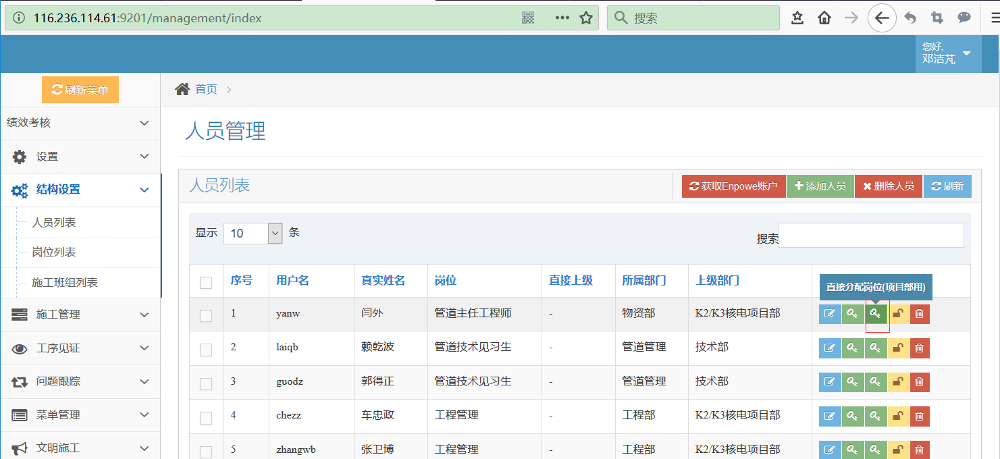 116.236.114.61:9201/management/index
搜索
您好,
邓洁芃
刷新菜单
首页
绩效考核
人员管理
设置
结构设置
人员列表
获取Enpowe账户
添加人员
删除人员
刷新
人员列表
岗位列表
施工班组列表
显示 10 条
搜索
序号 用户名 真实姓名 岗位 直接上级 所属部门 上级部门
直接分配岗位(项目部用)
1 yanw 闫外 管道主任工程师 - 物资部 K2/K3核电项目部
2 laiqb 赖乾波 管道技术见习生 - 管道管理 技术部
3 guodz 郭得正 管道技术见习生 - 管道管理 技术部
4 chezz 车忠政 工程管理 - 工程部 K2/K3核电项目部
5 zhangwb 张卫博 工程管理 - 工程部 K2/K3核电项目部
施工管理
工序见证
问题跟踪
菜单管理
文明施工